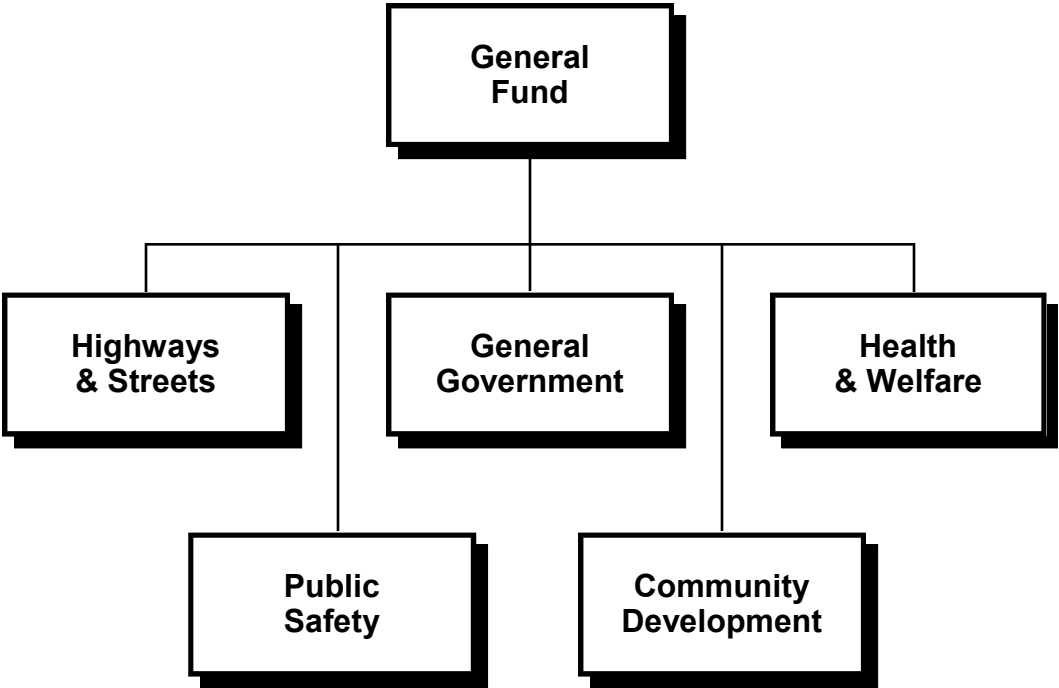 General
Fund
Highways
& Streets
General
Government
Health
& Welfare
Public
Safety
Community
Development